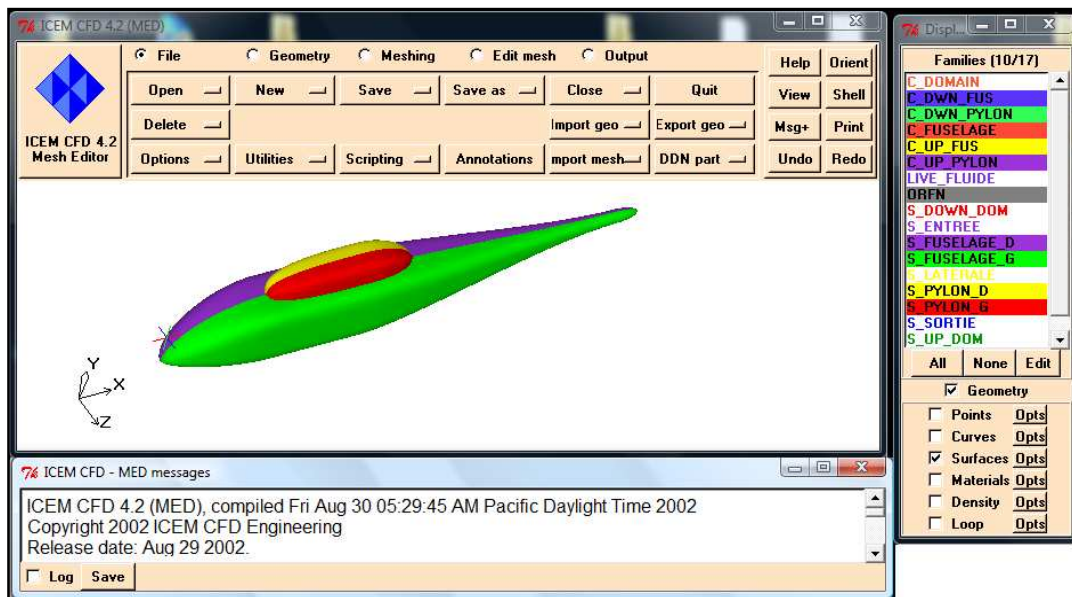 ICEM CFD 4.2 (MED)
File Geometry Meshing Edit mesh Output
Open New Save Save as Close Quit
Delete Import geo Export geo
Options Utilities Scripting Annotations mport mesh DDN part
ICEM CFD 4.2
Mesh Editor
Help Orient
View Shell
Msg+ Print
Undo Redo
Y
X
Z
ICEM CFD - MED messages
ICEM CFD 4.2 (MED), compiled Fri Aug 30 05:29:45 AM Pacific Daylight Time 2002
Copyright 2002 ICEM CFD Engineering
Release date: Aug 29 2002.
Log Save
Displ...
Families (10/17)
C_DOMAIN
C_DWN_FUS
C_DWN_PYLON
C_FUSELAGE
C_UP_FUS
C_UP_PYLON
LIVE_FLUIDE
ORFN
S_DOWN_DOM
S_ENTREE
S_FUSELAGE_D
S_FUSELAGE_G
S_LATERALE
S_PYLON_D
S_PYLON_G
S_SORTIE
S_UP_DOM
All None Edit
Geometry
Points Opts
Curves Opts
Surfaces Opts
Materials Opts
Density Opts
Loop Opts